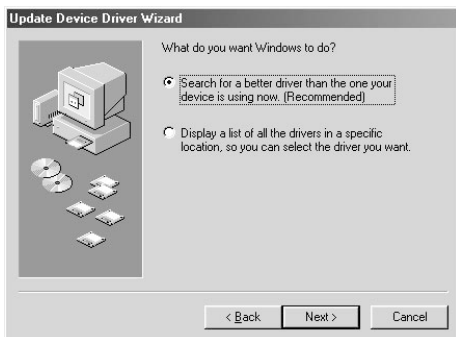 Update Device Driver Wizard
What do you want Windows to do?
Search for a better driver than the one your
device is using now. (Recommended)
Display a list of all the drivers in a specific
location, so you can select the driver you want.
< Back
Next >
Cancel